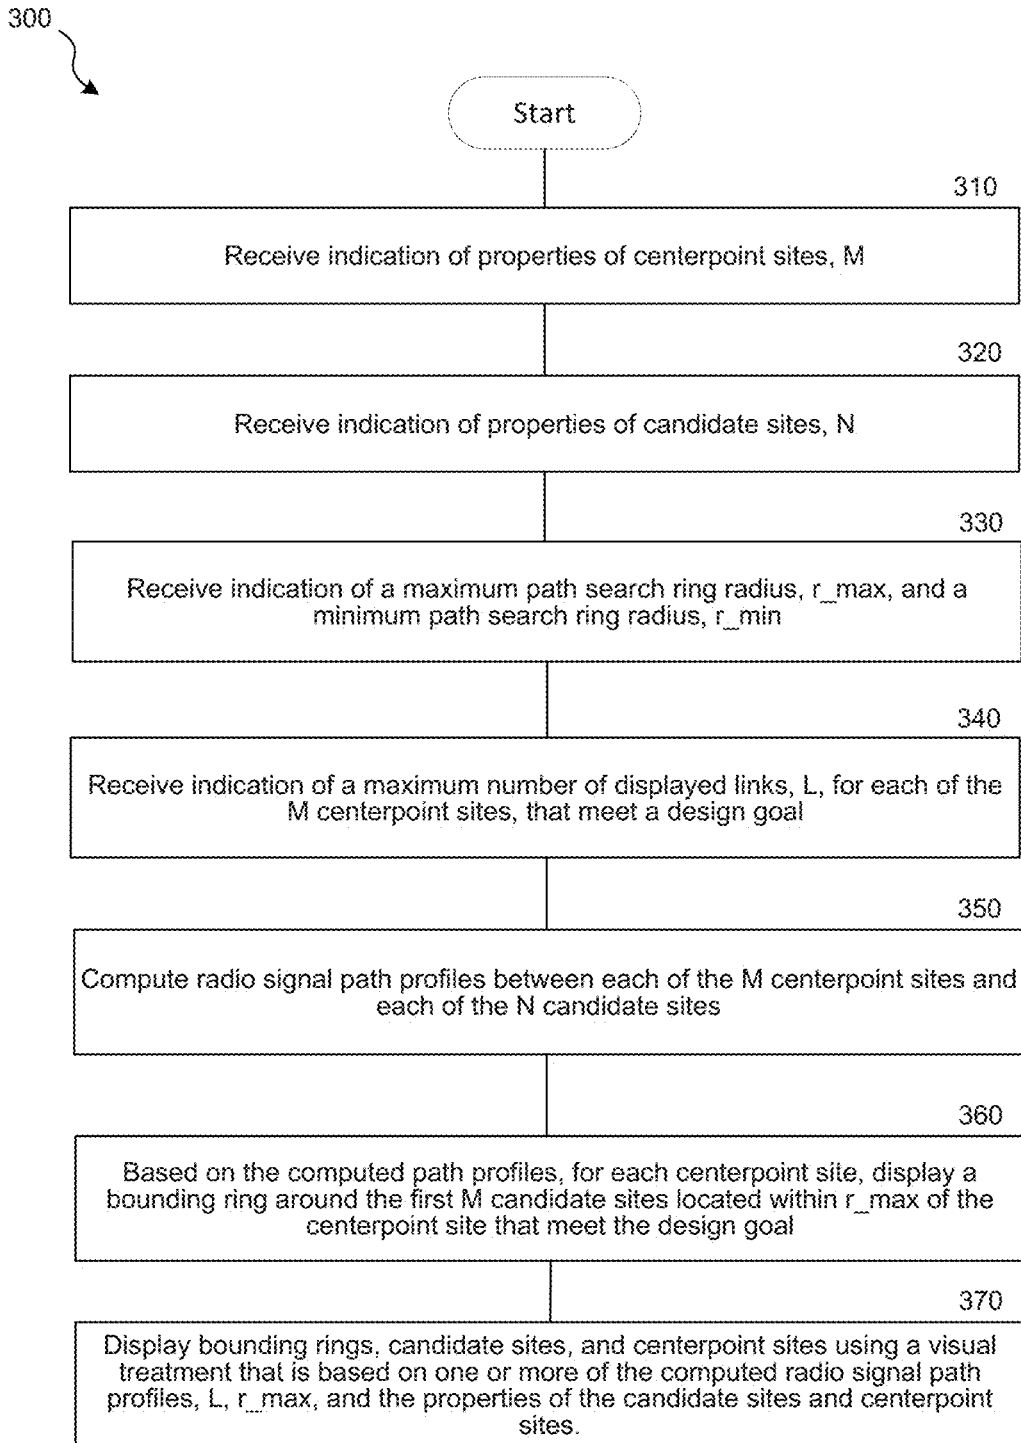 300
Start
310
Receive indication of properties of centerpoint sites, M
320
Receive indication of properties of candidate sites, N
330
Receive indication of a maximum path search ring radius, r_max, and a
minimum path search ring radius, r_min
340
Receive indication of a maximum number of displayed links, L, for each of the
M centerpoint sites, that meet a design goal
350
Compute radio signal path profiles between each of the M centerpoint sites and
each of the N candidate sites
360
Based on the computed path profiles, for each centerpoint site, display a
bounding ring around the first M candidate sites located within r_max of the
centerpoint site that meet the design goal
370
Display bounding rings, candidate sites, and centerpoint sites using a visual
treatment that is based on one or more of the computed radio signal path
profiles, L, r_max, and the properties of the candidate sites and centerpoint
sites.